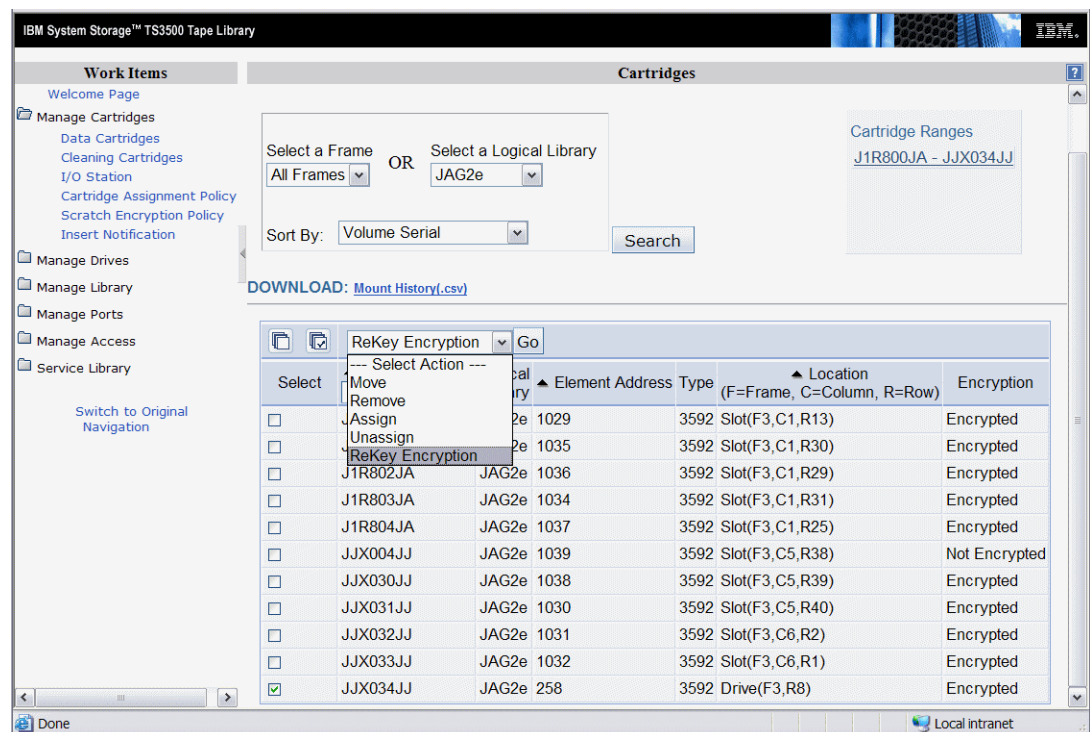 IBM System Storage™ TS3500 Tape Library
IBM.
Work Items
Cartridges
?
Welcome Page
Manage Cartridges
Data Cartridges
Cleaning Cartridges
I/O Station
Cartridge Assignment Policy
Scratch Encryption Policy
Insert Notification
Manage Drives
Manage Library
Manage Ports
Manage Access
Service Library
Switch to Original
Navigation
Select a Frame OR Select a Logical Library
All Frames JAG2e
Sort By: Volume Serial Search
Cartridge Ranges
J1R800JA - JJX034JJ
DOWNLOAD: Mount History(.csv)
ReKey Encryption Go
--- Select Action ---
Move
Remove
Assign
Unassign
ReKey Encryption
Select Element Address Type Location (F=Frame, C=Column, R=Row) Encryption
1029 3592 Slot(F3,C1,R13) Encrypted
1035 3592 Slot(F3,C1,R30) Encrypted
J1R802JA JAG2e 1036 3592 Slot(F3,C1,R29) Encrypted
J1R803JA JAG2e 1034 3592 Slot(F3,C1,R31) Encrypted
J1R804JA JAG2e 1037 3592 Slot(F3,C1,R25) Encrypted
JJX004JJ JAG2e 1039 3592 Slot(F3,C5,R38) Not Encrypted
JJX030JJ JAG2e 1038 3592 Slot(F3,C5,R39) Encrypted
JJX031JJ JAG2e 1030 3592 Slot(F3,C5,R40) Encrypted
JJX032JJ JAG2e 1031 3592 Slot(F3,C6,R2) Encrypted
JJX033JJ JAG2e 1032 3592 Slot(F3,C6,R1) Encrypted
JJX034JJ JAG2e 258 3592 Drive(F3,R8) Encrypted
Done
Local intranet